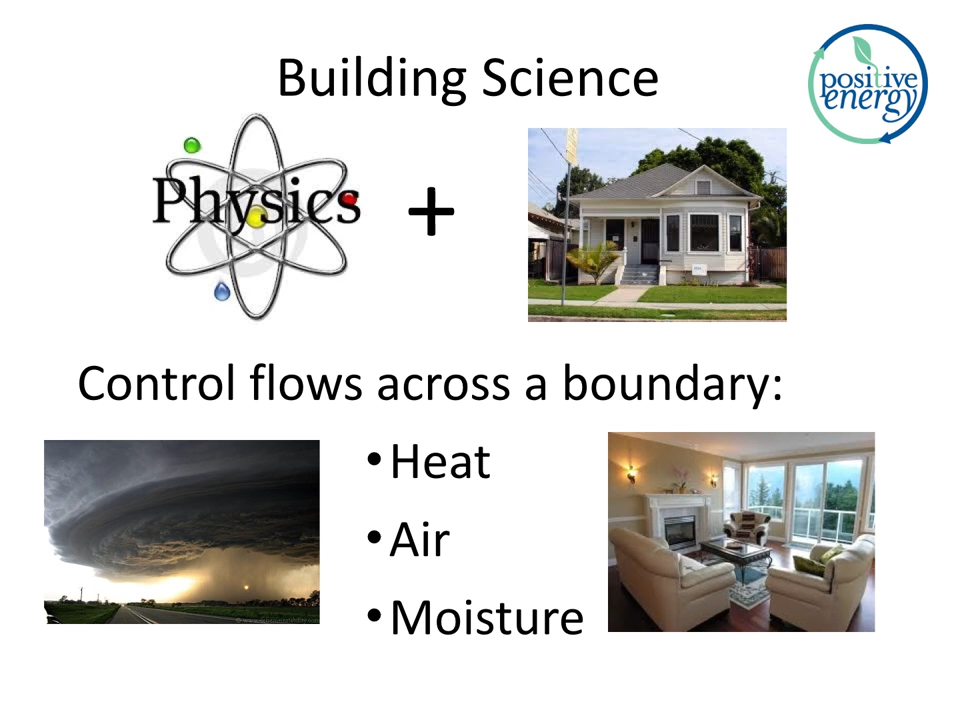 Building Science
positive
energy
Physics
+
Control flows across a boundary:
•Heat
•Air
•Moisture